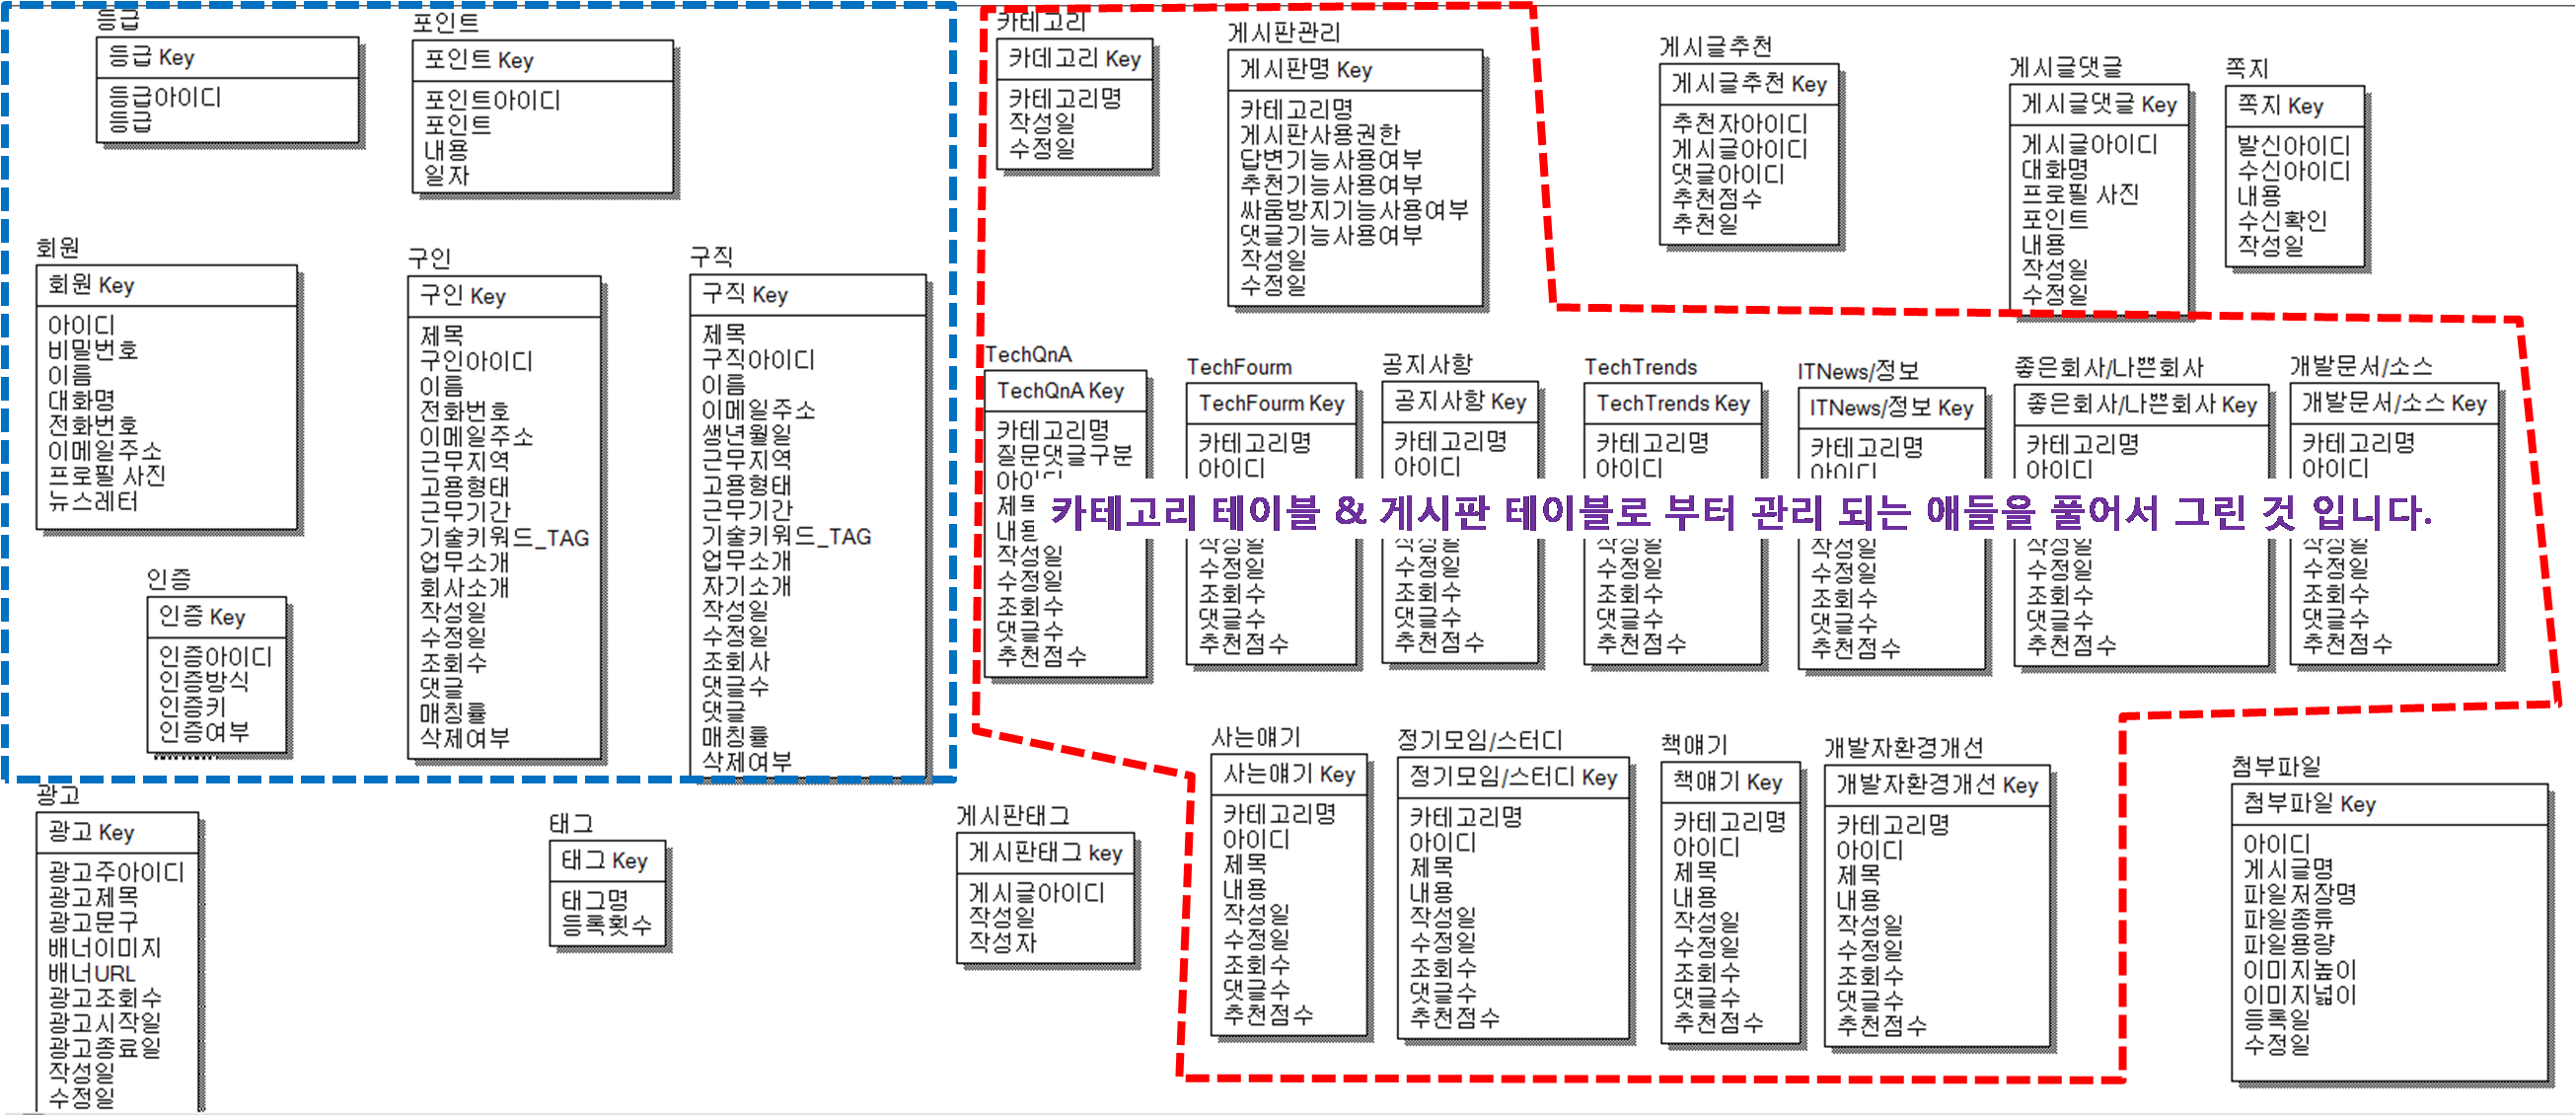 등급
등급 Key
등급아이디
등급
포인트
포인트 Key
포인트아이디
포인트
내용
일자
회원
회원 Key
아이디
비밀번호
이름
대화명
전화번호
이메일주소
프로필 사진
뉴스레터
구인
구인 Key
제목
구인아이디
이름
전화번호
이메일주소
근무지역
고용형태
근무기간
기술키워드_TAG
업무소개
회사소개
작성일
수정일
조회수
댓글
매칭률
삭제여부
구직
구직 Key
제목
구직아이디
이름
이메일주소
생년월일
근무지역
고용형태
근무기간
기술키워드_TAG
업무소개
자기소개
작성일
수정일
조회사
댓글수
댓글
매칭률
삭제여부
인증
인증 Key
인증아이디
인증방식
인증키
인증여부
카테고리
카데고리 Key
카테고리명
작성일
수정일
게시판관리
게시판명 Key
카테고리명
게시판사용권한
답변기능사용여부
추천기능사용여부
싸움방지기능사용여부
댓글기능사용여부
작성일
수정일
게시글추천
게시글추천 Key
추천자아이디
게시글아이디
댓글아이디
추천점수
추천일
게시글댓글
게시글댓글 Key
게시글아이디
대화명
프로필 사진
포인트
내용
작성일
수정일
쪽지
쪽지 Key
발신아이디
수신아이디
내용
수신확인
작성일
TechQnA
TechQnA Key
카테고리명
질문댓글구분
아이디
제목
내용
작성일
수정일
조회수
댓글수
추천점수
TechFourm
TechFourm Key
카테고리명
아이디
작성일
수정일
조회수
댓글수
추천점수
공지사항
공지사항 Key
카테고리명
아이디
작성일
수정일
조회수
댓글수
추천점수
TechTrends
TechTrends Key
카테고리명
아이디
작성일
수정일
조회수
댓글수
추천점수
ITNews/정보
ITNews/정보 Key
카테고리명
아이디
작성일
수정일
조회수
댓글수
추천점수
좋은회사/나쁜회사
좋은회사/나쁜회사 Key
카테고리명
아이디
작성일
수정일
조회수
댓글수
추천점수
개발문서/소스
개발문서/소스 Key
카테고리명
아이디
작성일
수정일
조회수
댓글수
추천점수
카테고리 테이블 & 게시판 테이블로 부터 관리 되는 애들을 풀어서 그린 것 입니다.
사는얘기
사는얘기 Key
카테고리명
아이디
제목
내용
작성일
수정일
조회수
댓글수
추천점수
정기모임/스터디
정기모임/스터디 Key
카테고리명
아이디
제목
내용
작성일
수정일
조회수
댓글수
추천점수
책얘기
책얘기 Key
카테고리명
아이디
제목
내용
작성일
수정일
조회수
댓글수
추천점수
개발자환경개선
개발자환경개선 Key
카테고리명
아이디
제목
내용
작성일
수정일
조회수
댓글수
추천점수
광고
광고 Key
광고주아이디
광고제목
광고문구
배너이미지
배너URL
광고조회수
광고시작일
광고종료일
작성일
수정일
태그
태그 Key
태그명
등록횟수
게시판태그
게시판태그 key
게시글아이디
작성일
작성자
첨부파일
첨부파일 Key
아이디
게시글명
파일저장명
파일종류
파일용량
이미지높이
이미지넓이
등록일
수정일